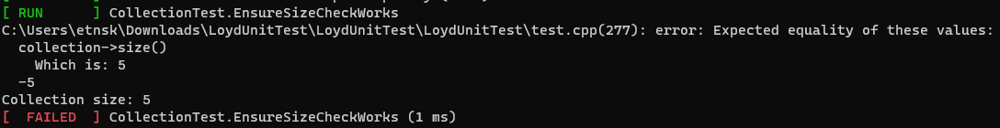 [ RUN      ] CollectionTest.EnsureSizeCheckWorks
C:\Users\etnsk\Downloads\LoydUnitTest\LoydUnitTest\LoydUnitTest\test.cpp(277): error: Expected equality of these values:
  collection->size()
    Which is: 5
  -5
Collection size: 5
[  FAILED  ] CollectionTest.EnsureSizeCheckWorks (1 ms)